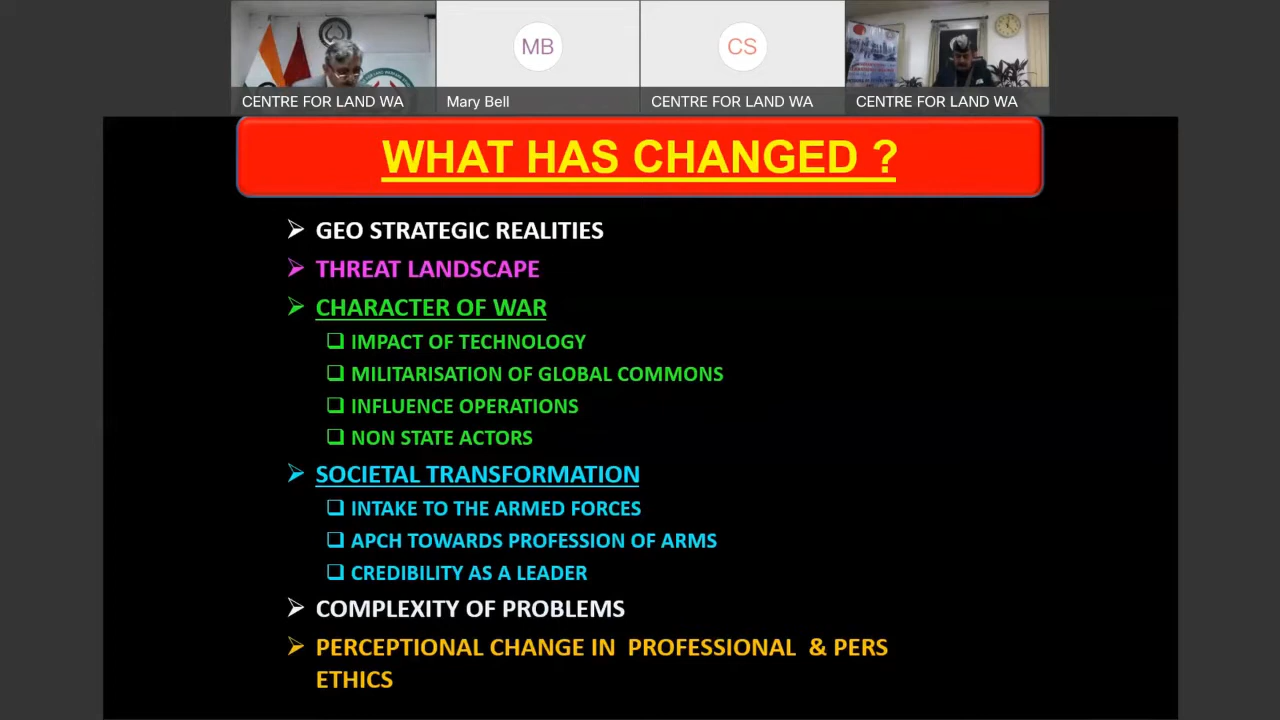 MB
CS
CENTRE FOR LAND WA
Mary Bell
CENTRE FOR LAND WA
CENTRE FOR LAND WA
WHAT HAS CHANGED ?
GEO STRATEGIC REALITIES
THREAT LANDSCAPE
CHARACTER OF WAR
IMPACT OF TECHNOLOGY
MILITARISATION OF GLOBAL COMMONS
INFLUENCE OPERATIONS
NON STATE ACTORS
SOCIETAL TRANSFORMATION
INTAKE TO THE ARMED FORCES
APCH TOWARDS PROFESSION OF ARMS
CREDIBILITY AS A LEADER
COMPLEXITY OF PROBLEMS
PERCEPTIONAL CHANGE IN PROFESSIONAL & PERS
ETHICS